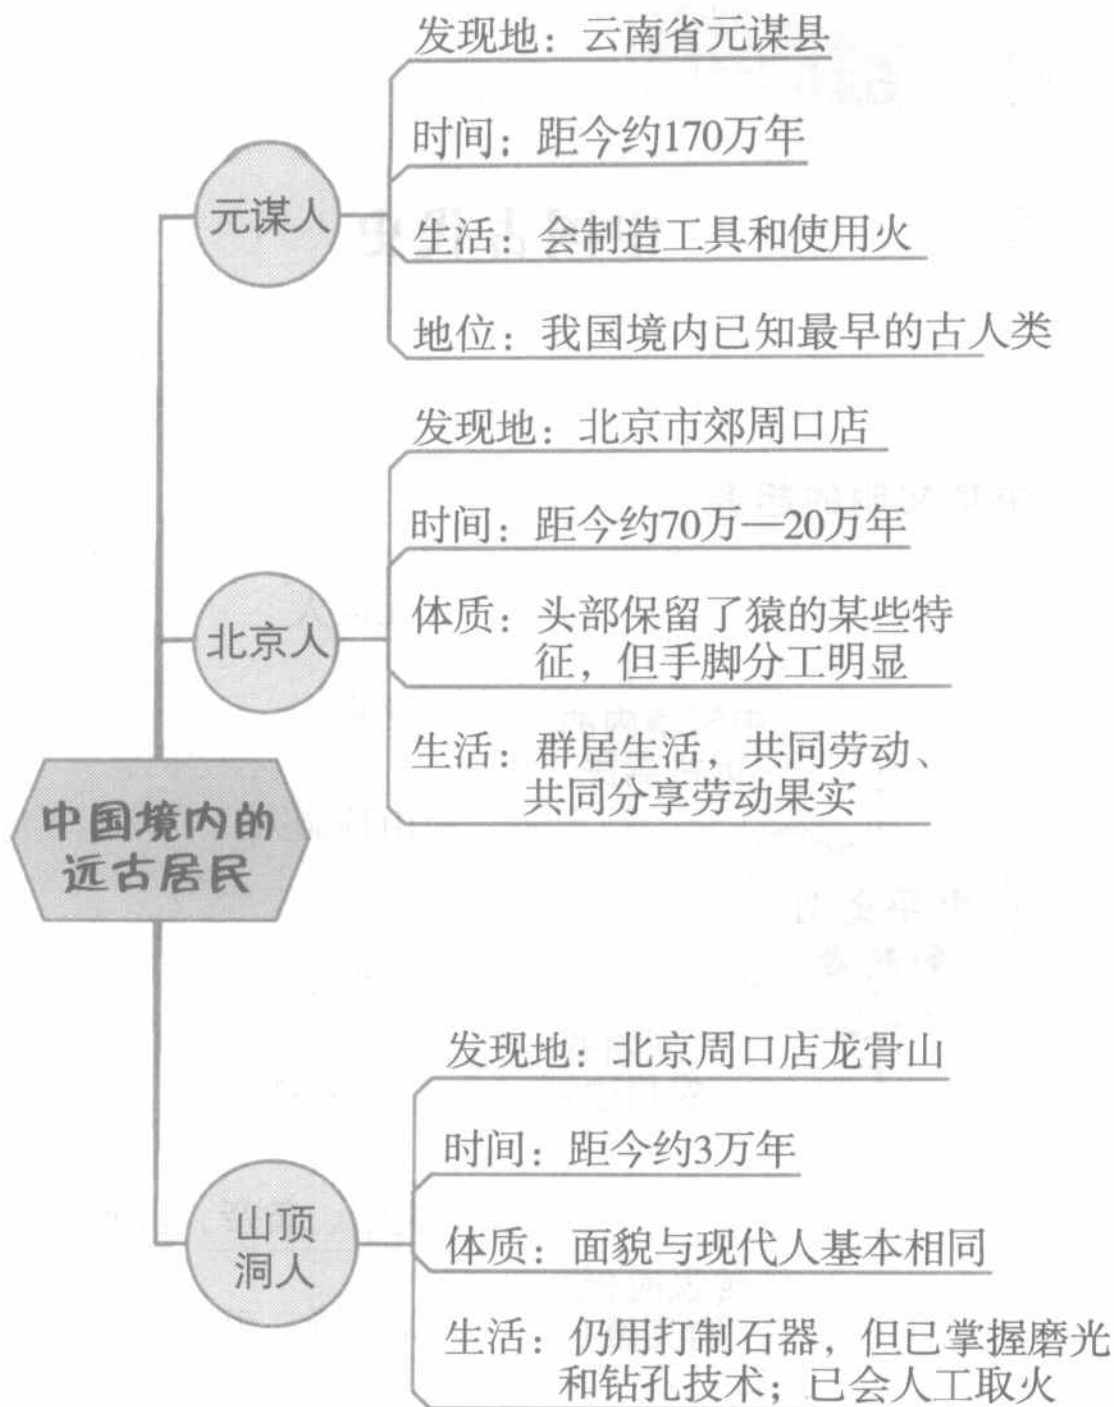 发现地：云南省元谋县
时间：距今约170万年
元谋人
生活：会制造工具和使用火
地位：我国境内已知最早的古人类
发现地：北京市郊周口店
时间：距今约70万—20万年
北京人
体质：头部保留了猿的某些特
征，但手脚分工明显
生活：群居生活，共同劳动、
共同分享劳动果实
中国境内的
远古居民
发现地：北京周口店龙骨山
时间：距今约3万年
山顶
洞人
体质：面貌与现代人基本相同
生活：仍用打制石器，但已掌握磨光
和钻孔技术；已会人工取火